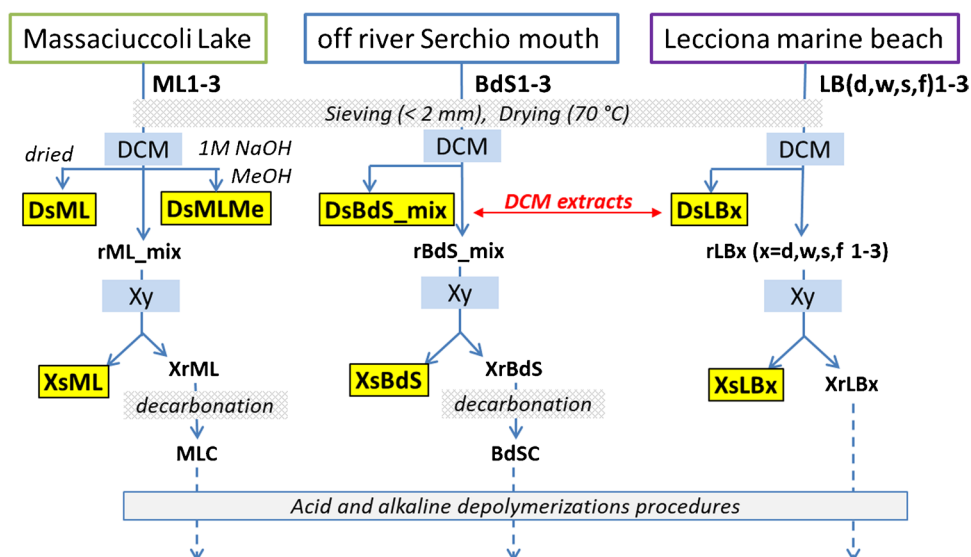 Massaciuccoli Lake
off river Serchio mouth
Lecciona marine beach
ML1-3
BdS1-3
LB(d,w,s,f)1-3
Sieving (< 2 mm), Drying (70 °C)
dried
DCM
1M NaOH
MeOH
DCM
DCM
DsML
DsMLMe
DsBdS_mix
DCM extracts
DsLBx
rML_mix
rBdS_mix
rLBx (x=d,w,s,f 1-3)
Xy
Xy
Xy
XsML
XrML
XsBdS
XrBdS
XsLBx
XrLBx
decarbonation
decarbonation
MLC
BdSC
Acid and alkaline depolymerizations procedures